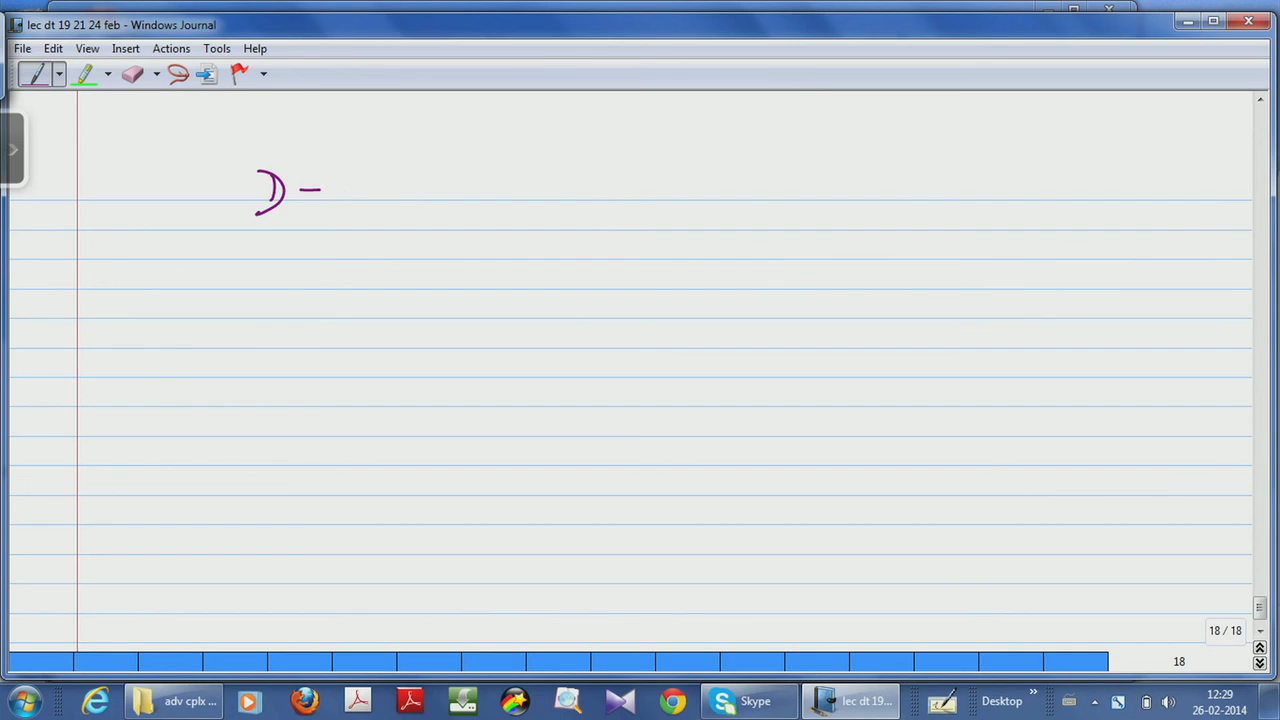 lec dt 19 21 24 feb - Windows Journal
File Edit View Insert Actions Tools Help
D -
18 / 18
18
adv cplx ...
Skype
lec dt 19...
Desktop
»
12:29
26-02-2014